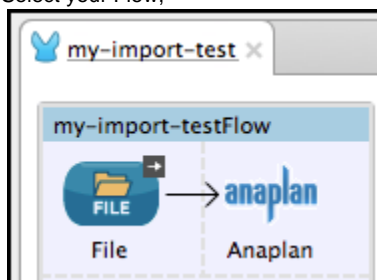 Select your Flow,
my-import-test
my-import-testFlow
FILE
anaplan
File
Anaplan